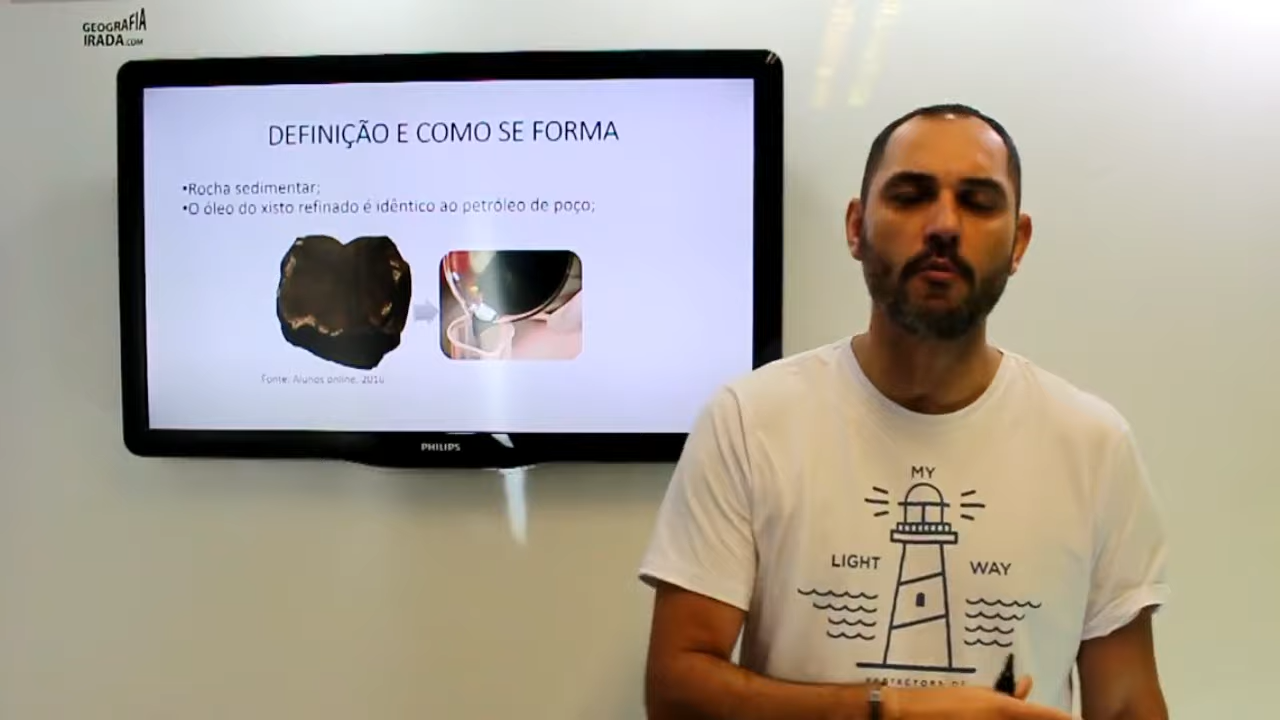 GEOGRAFIA
IRADA.COM
DEFINIÇÃO E COMO SE FORMA
•Rocha sedimentar;
•O óleo do xisto refinado é idêntico ao petróleo de poço;
Fonte: Alunos online, 2016
PHILIPS
MY
LIGHT WAY